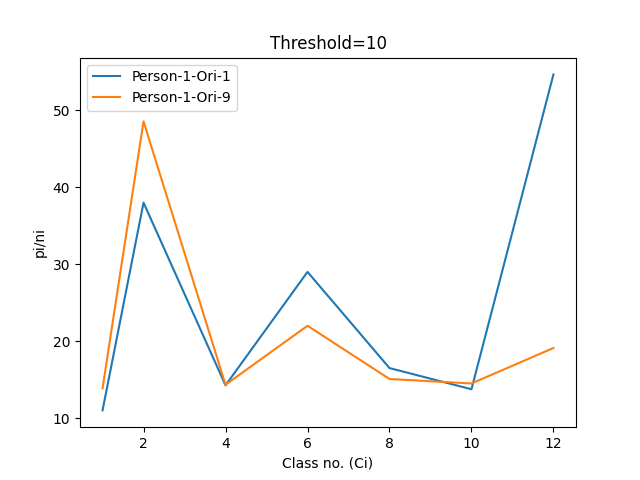 Threshold=10
Person-1-Ori-1
Person-1-Ori-9
50
40
30
20
10
pi/ni
2 4 6 8 10 12
Class no. (Ci)